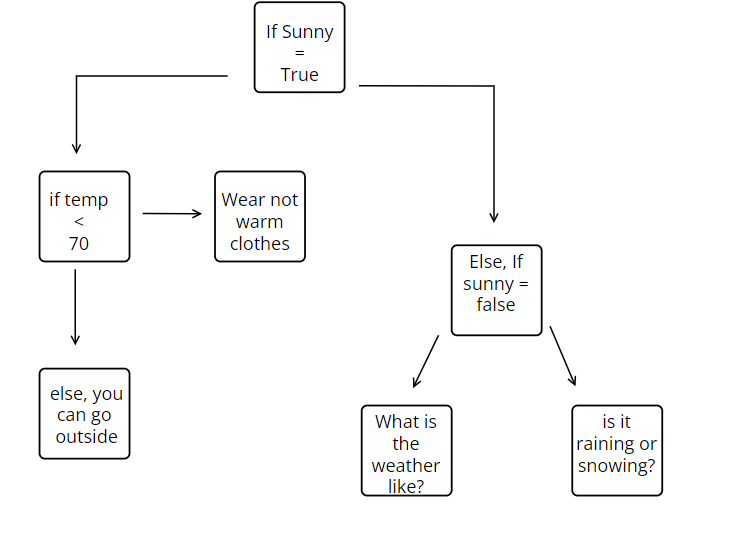 If Sunny
=
True
if temp
<
70
Wear not
warm
clothes
Else, If
sunny =
false
else, you
can go
outside
What is
the
weather
like?
is it
raining or
snowing?